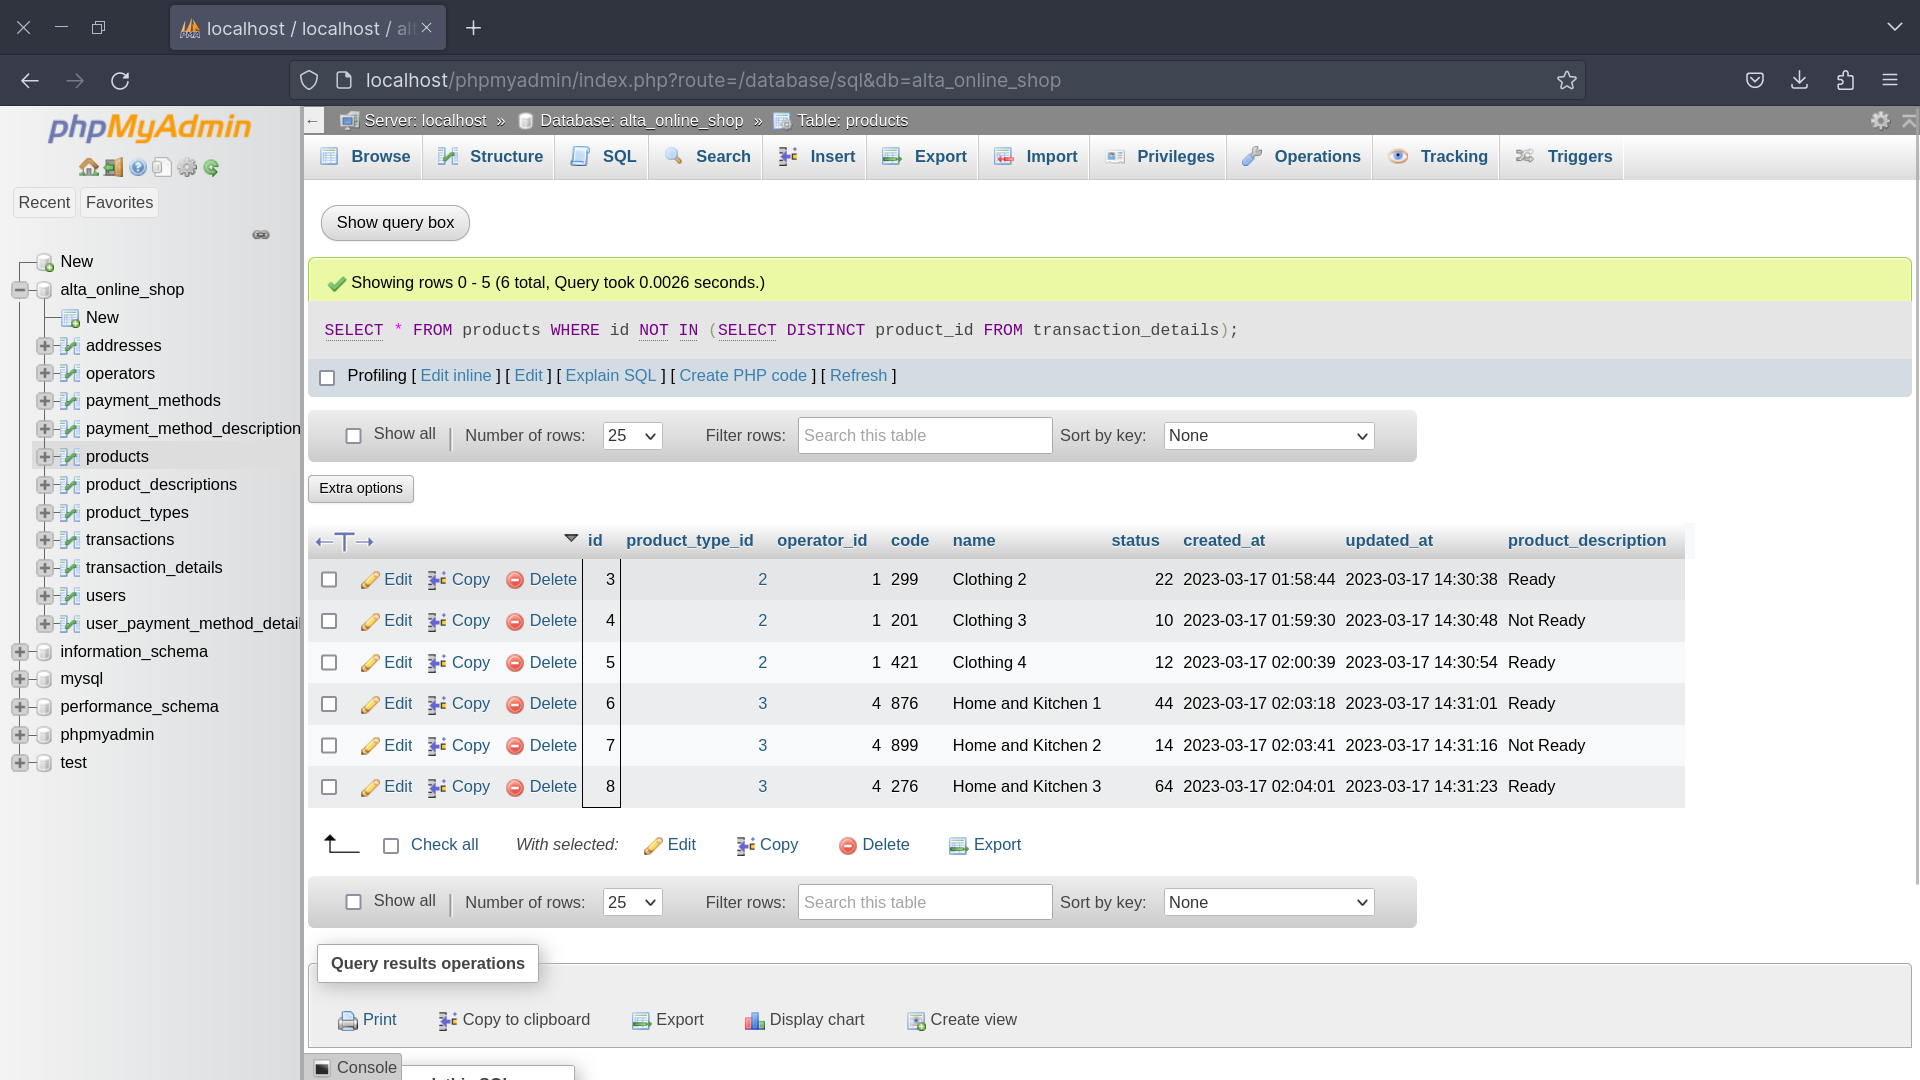 localhost / localhost / alt
localhost/phpmyadmin/index.php?route=/database/sql&db=alta_online_shop
phpMyAdmin
Recent Favorites
New
alta_online_shop
New
addresses
operators
payment_methods
payment_method_description
products
product_descriptions
product_types
transactions
transaction_details
users
user_payment_method_detai
information_schema
mysql
performance_schema
phpmyadmin
test
Server: localhost » Database: alta_online_shop » Table: products
Browse Structure SQL Search Insert Export Import Privileges Operations Tracking Triggers
Show query box
Showing rows 0 - 5 (6 total, Query took 0.0026 seconds.)
SELECT * FROM products WHERE id NOT IN (SELECT DISTINCT product_id FROM transaction_details);
Profiling [ Edit inline ] [ Edit ] [ Explain SQL ] [ Create PHP code ] [ Refresh ]
Show all | Number of rows: 25 Filter rows: Search this table Sort by key: None
Extra options
←T→ id product_type_id operator_id code name status created_at updated_at product_description
Edit Copy Delete 3 2 1 299 Clothing 2 22 2023-03-17 01:58:44 2023-03-17 14:30:38 Ready
Edit Copy Delete 4 2 1 201 Clothing 3 10 2023-03-17 01:59:30 2023-03-17 14:30:48 Not Ready
Edit Copy Delete 5 2 1 421 Clothing 4 12 2023-03-17 02:00:39 2023-03-17 14:30:54 Ready
Edit Copy Delete 6 3 4 876 Home and Kitchen 1 44 2023-03-17 02:03:18 2023-03-17 14:31:01 Ready
Edit Copy Delete 7 3 4 899 Home and Kitchen 2 14 2023-03-17 02:03:41 2023-03-17 14:31:16 Not Ready
Edit Copy Delete 8 3 4 276 Home and Kitchen 3 64 2023-03-17 02:04:01 2023-03-17 14:31:23 Ready
Check all With selected: Edit Copy Delete Export
Show all | Number of rows: 25 Filter rows: Search this table Sort by key: None
Query results operations
Print Copy to clipboard Export Display chart Create view
Console